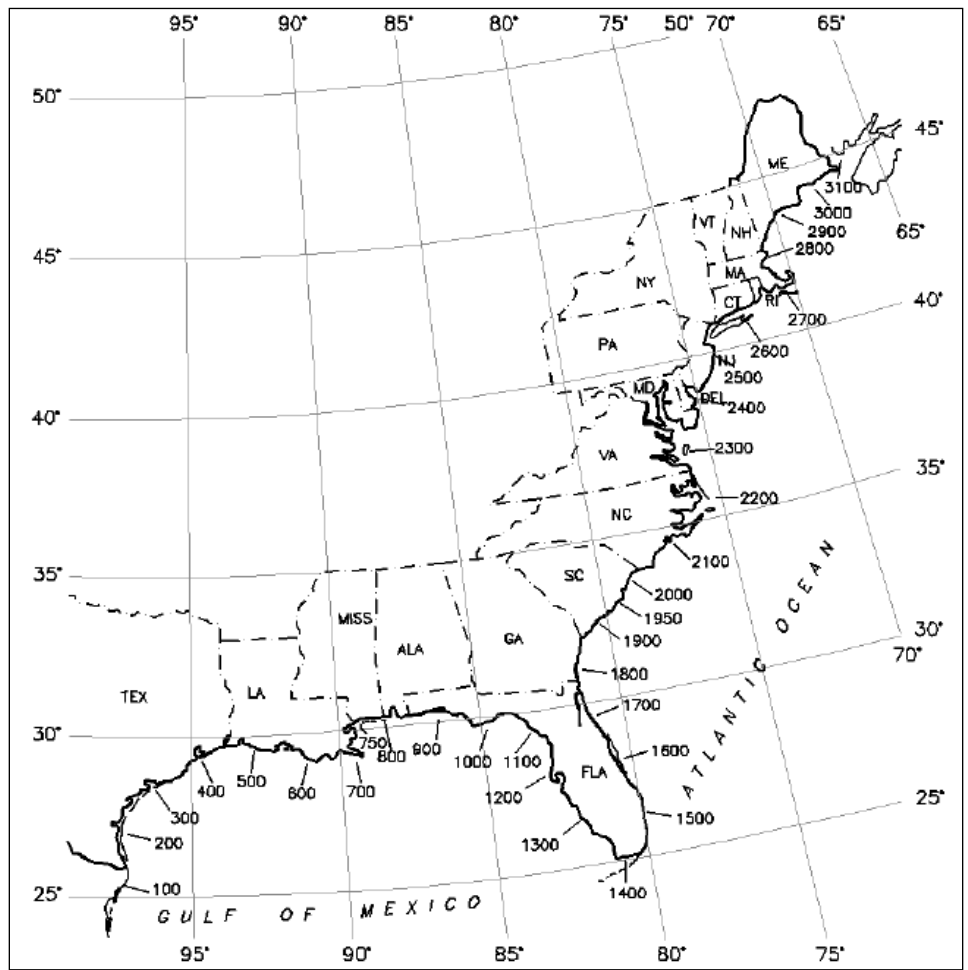 95° 90° 85° 80° 75° 50° 70° 65°
50°
45°
ME
3100
3000
65°
VT
NH
2900
2800
45°
MA
NY
CT
RI
2700
40°
PA
2600
NJ
2500
MD
DEL
2400
40°
VA
2300
35°
2200
NC
2100
35°
SC
2000
1950
MISS
GA
1900
ALA
30°
70°
1800
TEX
LA
1700
30°
750
800
900
1000
1100
1600
FLA
400
500
600
700
1200
25°
300
1500
200
1300
100
1400
25°
GULF OF MEXICO
ATLANTIC OCEAN
95° 90° 85° 80° 75°